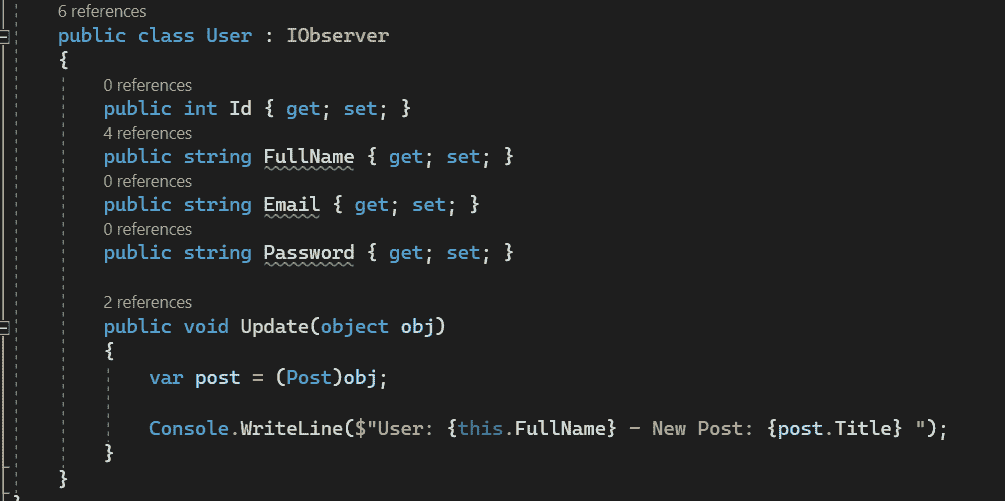 6 references
public class User : IObserver
{
0 references
public int Id { get; set; }
4 references
public string FullName { get; set; }
0 references
public string Email { get; set; }
0 references
public string Password { get; set; }
2 references
public void Update(object obj)
{
var post = (Post)obj;
Console.WriteLine($"User: {this.FullName} - New Post: {post.Title} ");
}
}
}